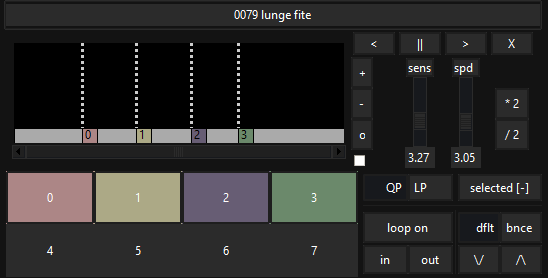 0079 lunge fite
< || > X
+ sens spd
- * 2
0 1 2 3
o / 2
3.27 3.05
QP LP selected [-]
0 1 2 3
loop on dflt bnce
4 5 6 7
in out \/ /\